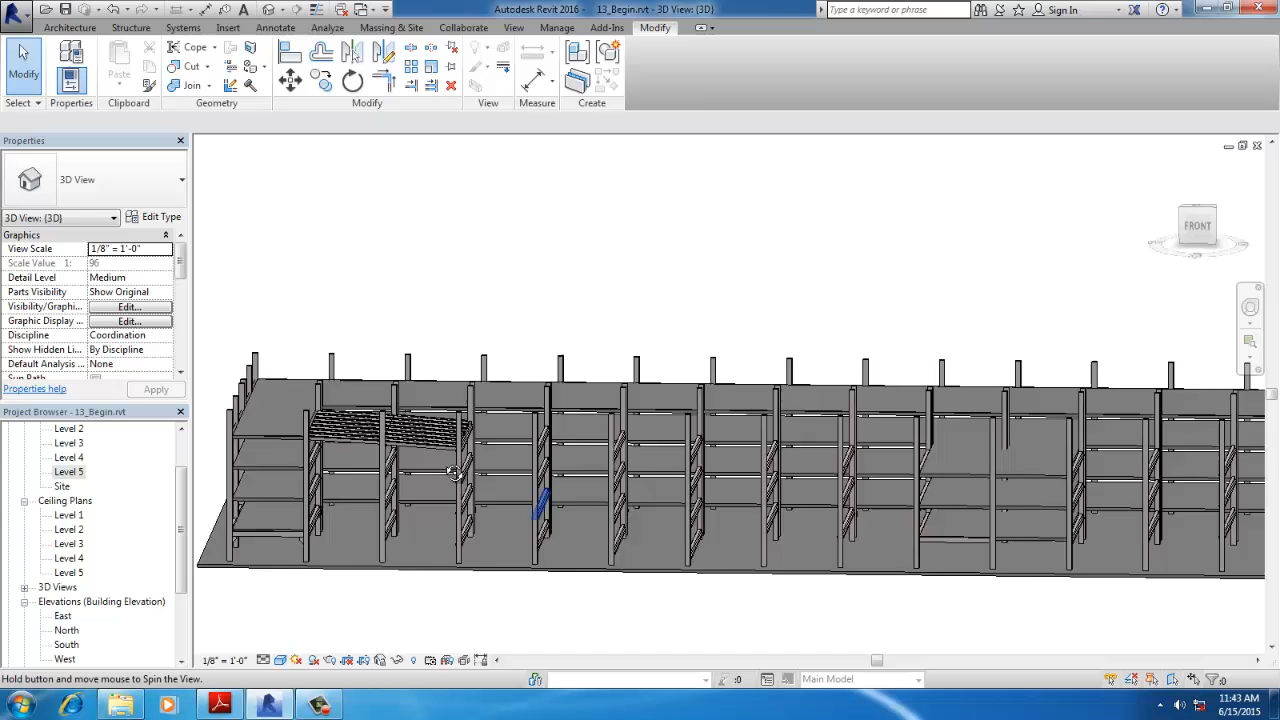 Autodesk Revit 2016 - 13_Begin.rvt - 3D View: {3D}
Type a keyword or phrase
Sign In
Architecture Structure Systems Insert Annotate Analyze Massing & Site Collaborate View Manage Add-Ins Modify
Modify
Paste
Cope
Cut
Join
Select Properties Clipboard Geometry Modify View Measure Create
Properties
3D View
3D View: {3D} Edit Type
Graphics
View Scale 1/8" = 1'-0"
Scale Value 1: 96
Detail Level Medium
Parts Visibility Show Original
Visibility/Graphi... Edit...
Graphic Display ... Edit...
Discipline Coordination
Show Hidden Li... By Discipline
Default Analysis ... None
Sun Path
Properties help Apply
Project Browser - 13_Begin.rvt
Level 2
Level 3
Level 4
Level 5
Site
Ceiling Plans
Level 1
Level 2
Level 3
Level 4
Level 5
3D Views
Elevations (Building Elevation)
East
North
South
West
FRONT
1/8" = 1'-0"
Hold button and move mouse to Spin the View.
:0
Main Model
:0
11:43 AM
6/15/2015